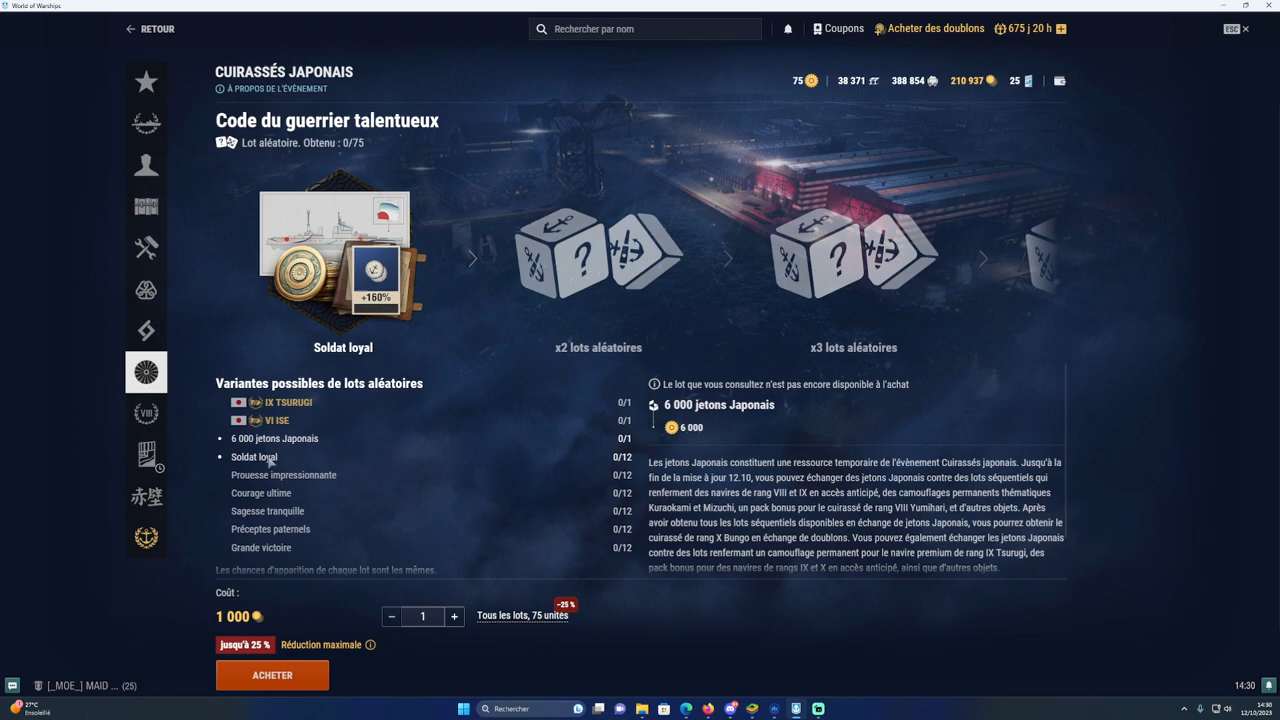 World of Warships
RETOUR
Rechercher par nom
Coupons
Acheter des doublons
675 j 20 h
ESC
CUIRASSÉS JAPONAIS
75
38 371
388 854
210 937
25
À PROPOS DE L'ÉVÈNEMENT
Code du guerrier talentueux
Lot aléatoire. Obtenu : 0/75
+160%
Soldat loyal
x2 lots aléatoires
x3 lots aléatoires
Variantes possibles de lots aléatoires
IX TSURUGI 0/1
VI ISE 0/1
• 6 000 jetons Japonais 0/1
• Soldat loyal 0/12
Prouesse impressionnante 0/12
Courage ultime 0/12
Sagesse tranquille 0/12
Préceptes paternels 0/12
Grande victoire 0/12
Les chances d'apparition de chaque lot sont les mêmes.
Le lot que vous consultez n'est pas encore disponible à l'achat
6 000 jetons Japonais
6 000
Les jetons Japonais constituent une ressource temporaire de l'évènement Cuirassés japonais. Jusqu'à la
fin de la mise à jour 12.10, vous pouvez échanger des jetons Japonais contre des lots séquentiels qui
renferment des navires de rang VIII et IX en accès anticipé, des camouflages permanents thématiques
Kuraokami et Mizuchi, un pack bonus pour le cuirassé de rang VIII Yumihari, et d'autres objets. Après
avoir obtenu tous les lots séquentiels disponibles en échange de jetons Japonais, vous pourrez obtenir le
cuirassé de rang X Bungo en échange de doublons. Vous pouvez également échanger les jetons Japonais
contre des lots renfermant un camouflage permanent pour le navire premium de rang IX Tsurugi, des
pack bonus pour des navires de rangs IX et X en accès anticipé, ainsi que d'autres objets.
VIII
赤壁
Coût :
1 000
− 1 +
Tous les lots, 75 unités
−25 %
jusqu'à 25 %
Réduction maximale
ACHETER
[_MOE_] MAID ... (25)
14:30
27°C
Ensoleillé
Rechercher
14:30
12/10/2023